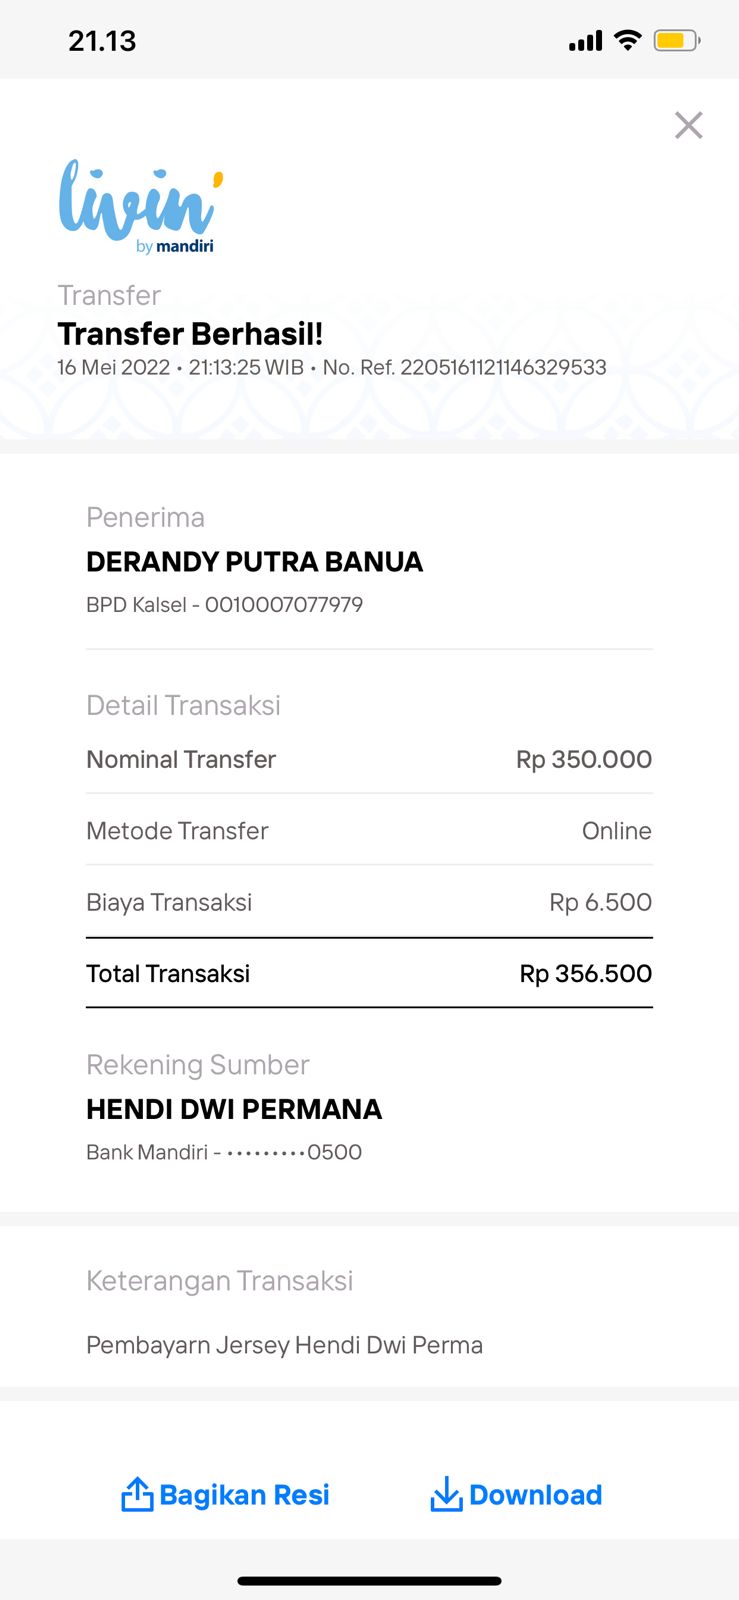 21.13
livin'
by mandiri
Transfer
Transfer Berhasil!
16 Mei 2022 • 21:13:25 WIB • No. Ref. 2205161121146329533
Penerima
DERANDY PUTRA BANUA
BPD Kalsel - 0010007077979
Detail Transaksi
Nominal Transfer Rp 350.000
Metode Transfer Online
Biaya Transaksi Rp 6.500
Total Transaksi Rp 356.500
Rekening Sumber
HENDI DWI PERMANA
Bank Mandiri - •••••••••0500
Keterangan Transaksi
Pembayarn Jersey Hendi Dwi Perma
Bagikan Resi Download